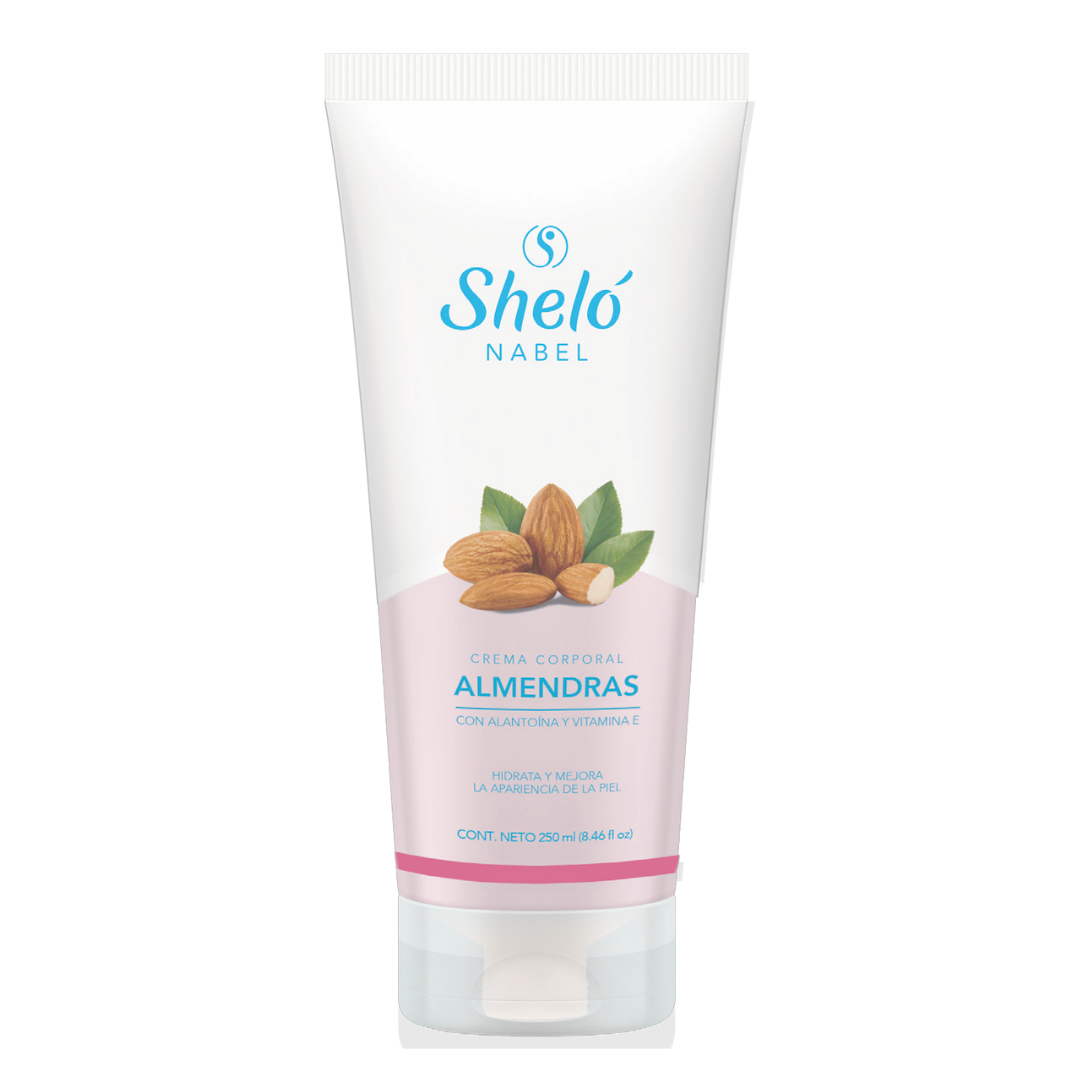 Sheló
NABEL
CREMA CORPORAL
ALMENDRAS
CON ALANTOÍNA Y VITAMINA E
HIDRATA Y MEJORA
LA APARIENCIA DE LA PIEL
CONT. NETO 250 ml (8.46 fl oz)